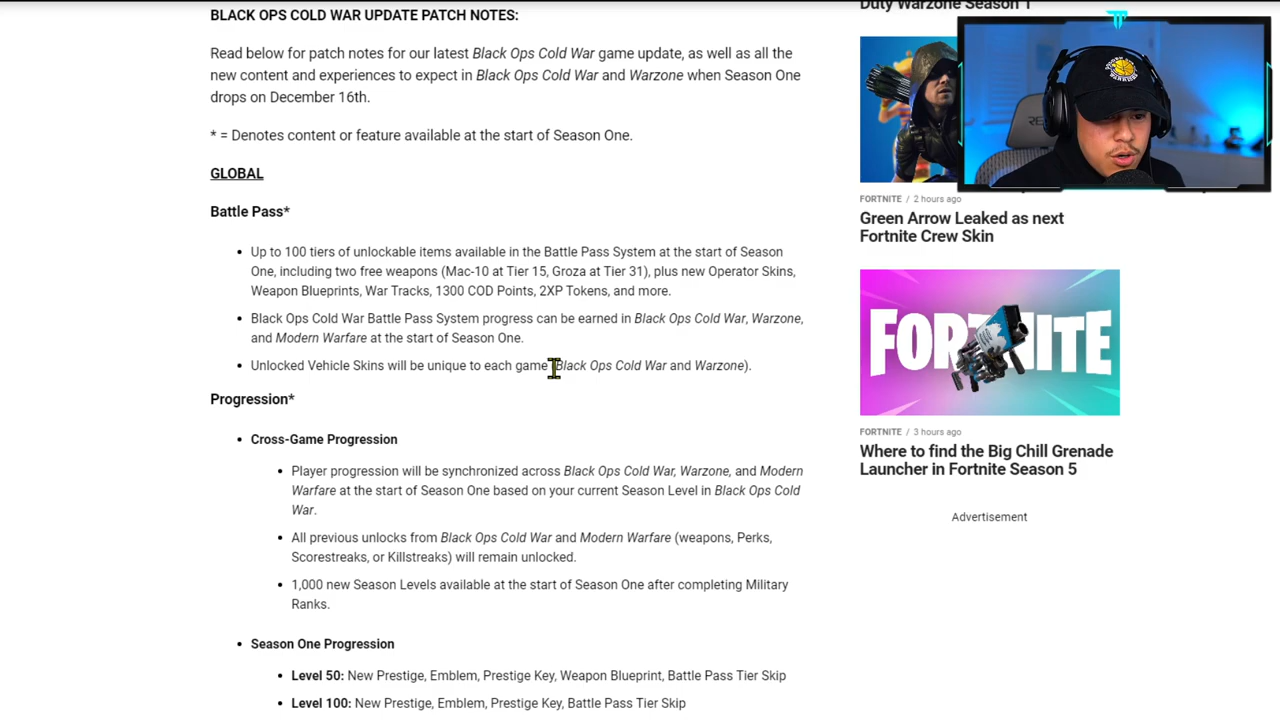 BLACK OPS COLD WAR UPDATE PATCH NOTES:
Read below for patch notes for our latest Black Ops Cold War game update, as well as all the
new content and experiences to expect in Black Ops Cold War and Warzone when Season One
drops on December 16th.
* = Denotes content or feature available at the start of Season One.
GLOBAL
Battle Pass*
• Up to 100 tiers of unlockable items available in the Battle Pass System at the start of Season
One, including two free weapons (Mac-10 at Tier 15, Groza at Tier 31), plus new Operator Skins,
Weapon Blueprints, War Tracks, 1300 COD Points, 2XP Tokens, and more.
• Black Ops Cold War Battle Pass System progress can be earned in Black Ops Cold War, Warzone,
and Modern Warfare at the start of Season One.
• Unlocked Vehicle Skins will be unique to each game (Black Ops Cold War and Warzone).
Progression*
• Cross-Game Progression
• Player progression will be synchronized across Black Ops Cold War, Warzone, and Modern
Warfare at the start of Season One based on your current Season Level in Black Ops Cold
War.
• All previous unlocks from Black Ops Cold War and Modern Warfare (weapons, Perks,
Scorestreaks, or Killstreaks) will remain unlocked.
• 1,000 new Season Levels available at the start of Season One after completing Military
Ranks.
• Season One Progression
• Level 50: New Prestige, Emblem, Prestige Key, Weapon Blueprint, Battle Pass Tier Skip
• Level 100: New Prestige, Emblem, Prestige Key, Battle Pass Tier Skip
Duty Warzone Season 1
FORTNITE / 2 hours ago
Green Arrow Leaked as next
Fortnite Crew Skin
FORTNITE
FORTNITE / 3 hours ago
Where to find the Big Chill Grenade
Launcher in Fortnite Season 5
Advertisement